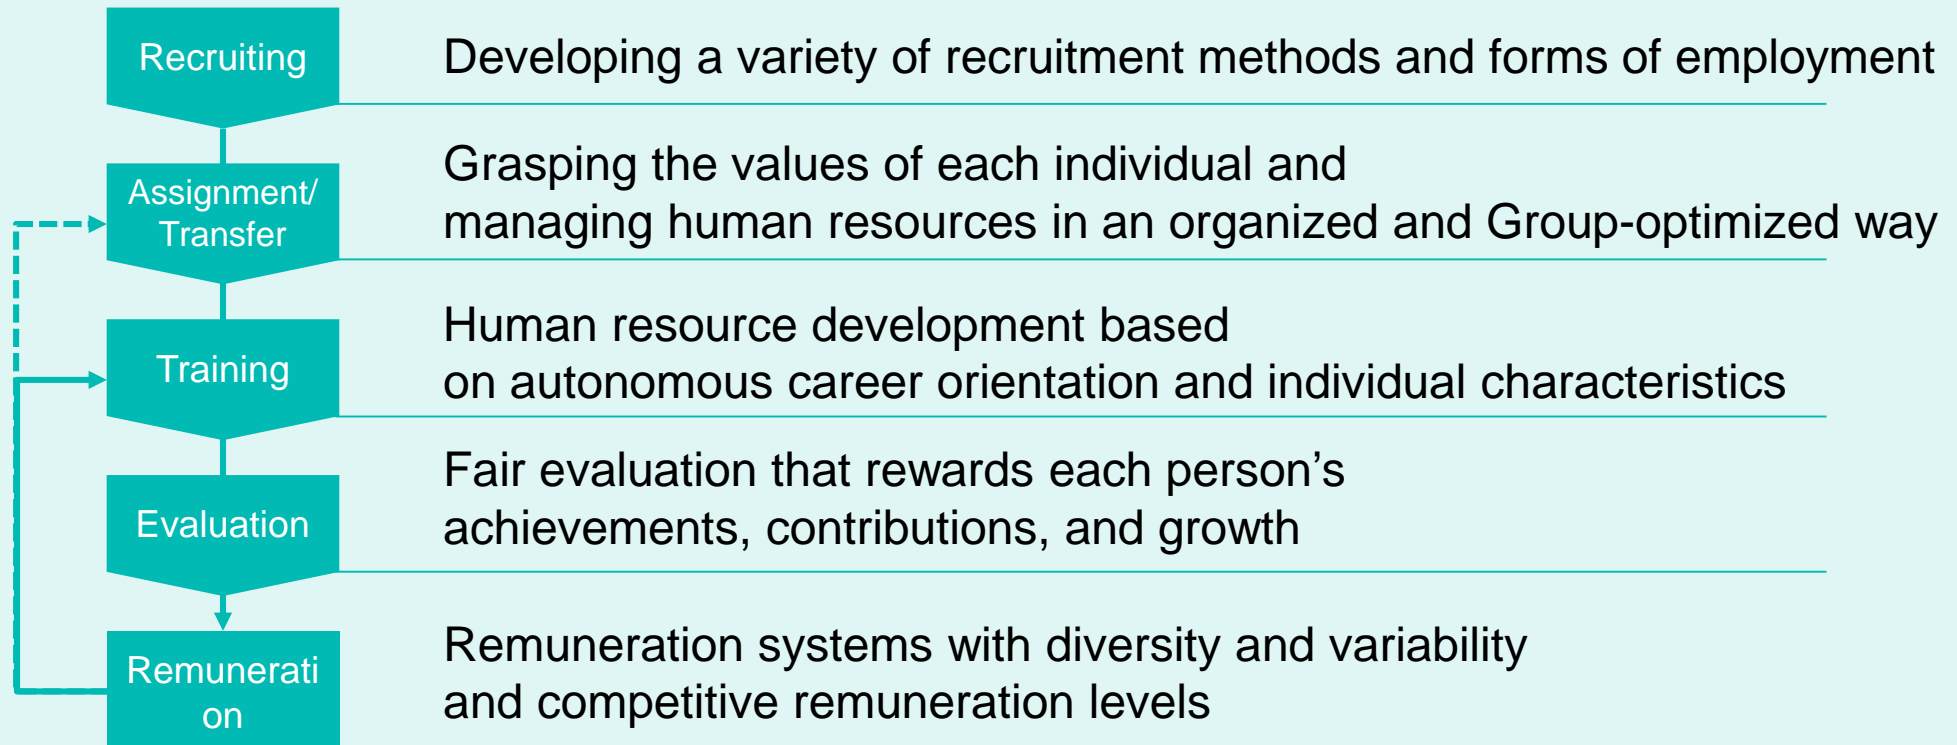 Recruiting
Developing a variety of recruitment methods and forms of employment
Assignment/
Transfer
Grasping the values of each individual and
managing human resources in an organized and Group-optimized way
Training
Human resource development based
on autonomous career orientation and individual characteristics
Evaluation
Fair evaluation that rewards each person’s
achievements, contributions, and growth
Remunerati
on
Remuneration systems with diversity and variability
and competitive remuneration levels